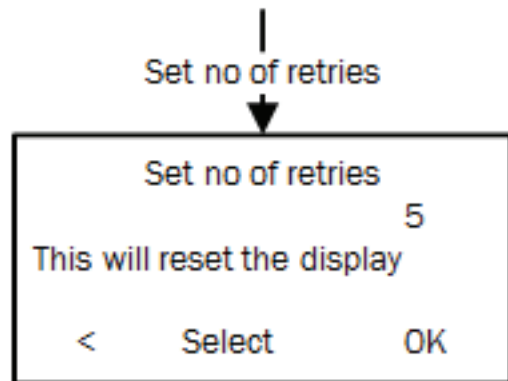 Set no of retries
Set no of retries
5
This will reset the display
< Select OK